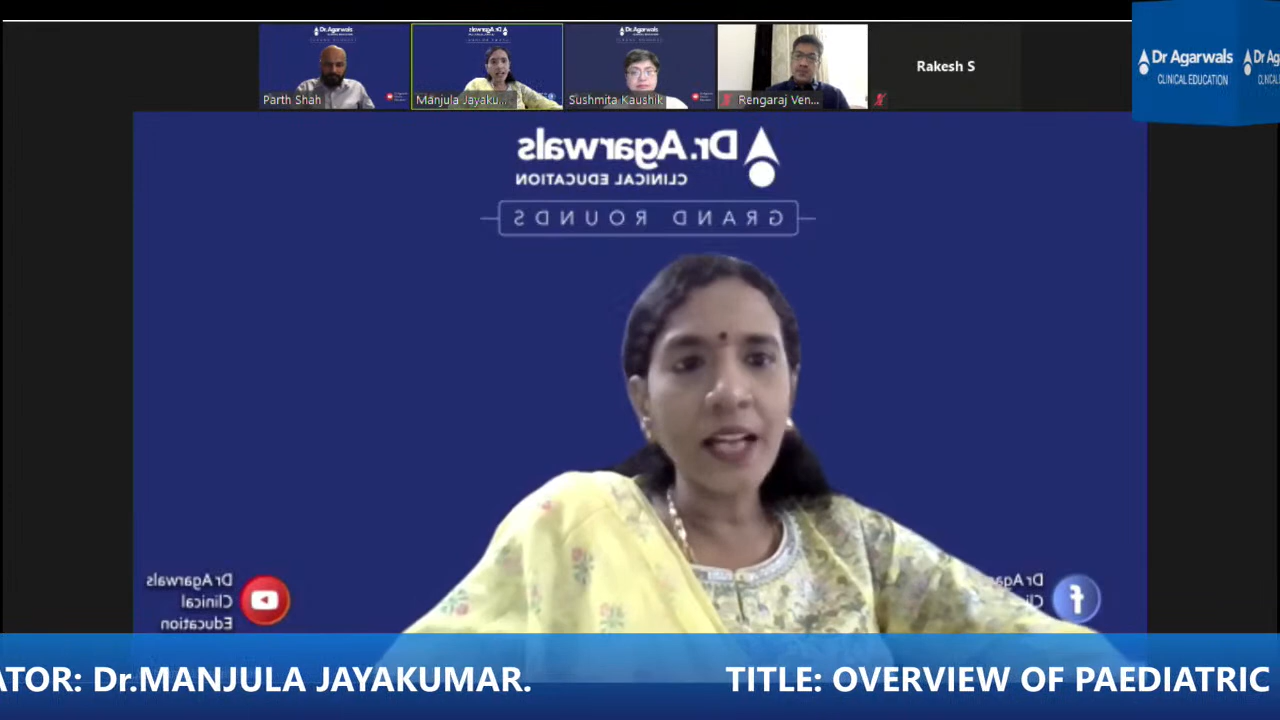 Parth Shah
Manjula Jayaku...
Sushmita Kaushik
Rengaraj Ven...
Rakesh S
Dr Agarwals
CLINICAL EDUCATION
Dr.Agarwals
CLINICAL EDUCATION
GRAND ROUNDS
Dr Agarwals
Clinical
Education
ATOR: Dr.MANJULA JAYAKUMAR. TITLE: OVERVIEW OF PAEDIATRIC